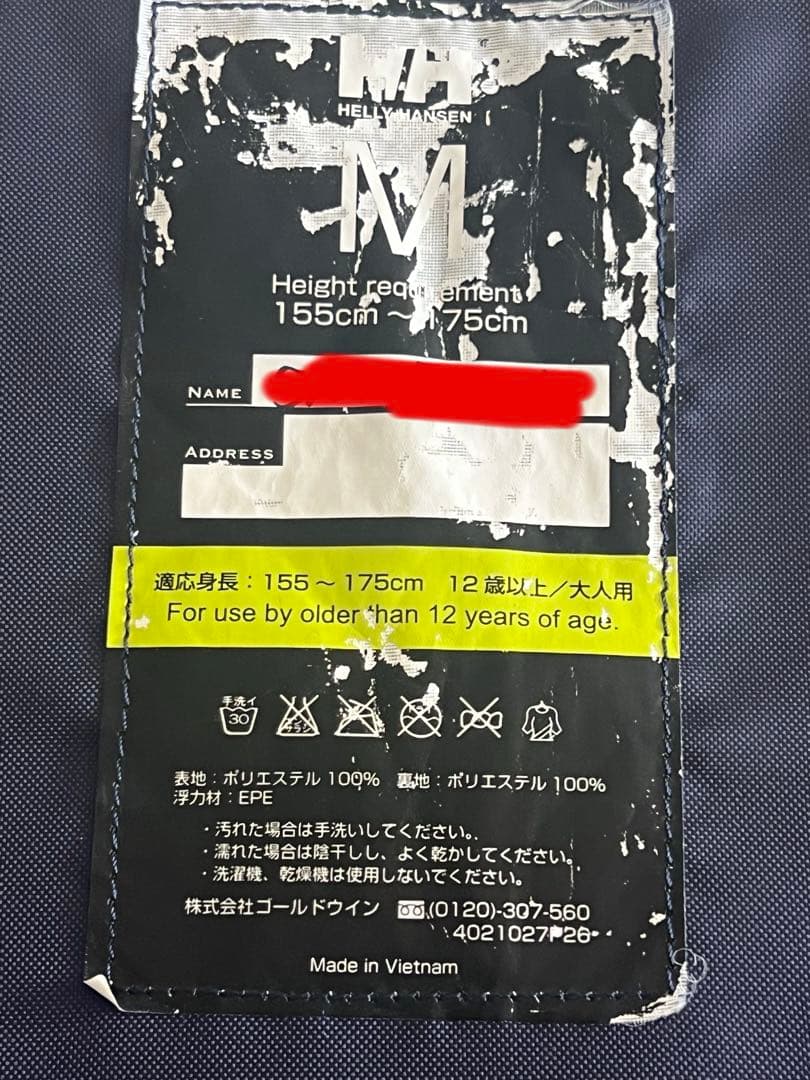 HH
HELLY HANSEN
M
Height requirement
155cm ～ 175cm
NAME
ADDRESS
適応身長：155～175cm 12歳以上／大人用
For use by older than 12 years of age.
手洗イ
30
表地：ポリエステル 100% 裏地：ポリエステル 100%
浮力材：EPE
・汚れた場合は手洗いしてください。
・濡れた場合は陰干しし、よく乾かしてください。
・洗濯機、乾燥機は使用しないでください。
株式会社ゴールドウイン (0120)-307-560
4021027P26
Made in Vietnam